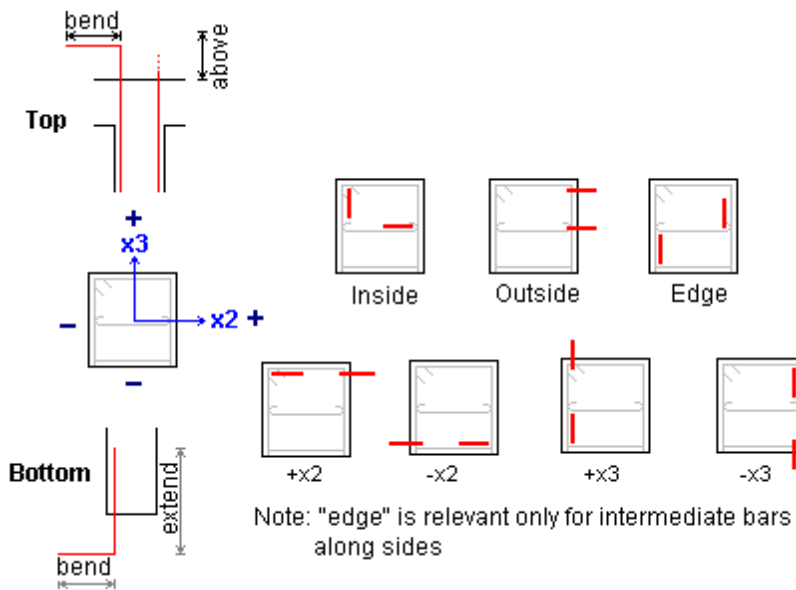 bend
above
Top
+
x3
x2 +
−
−
Inside
Outside
Edge
+x2
-x2
+x3
-x3
Bottom
extend
bend
Note: "edge" is relevant only for intermediate bars
along sides